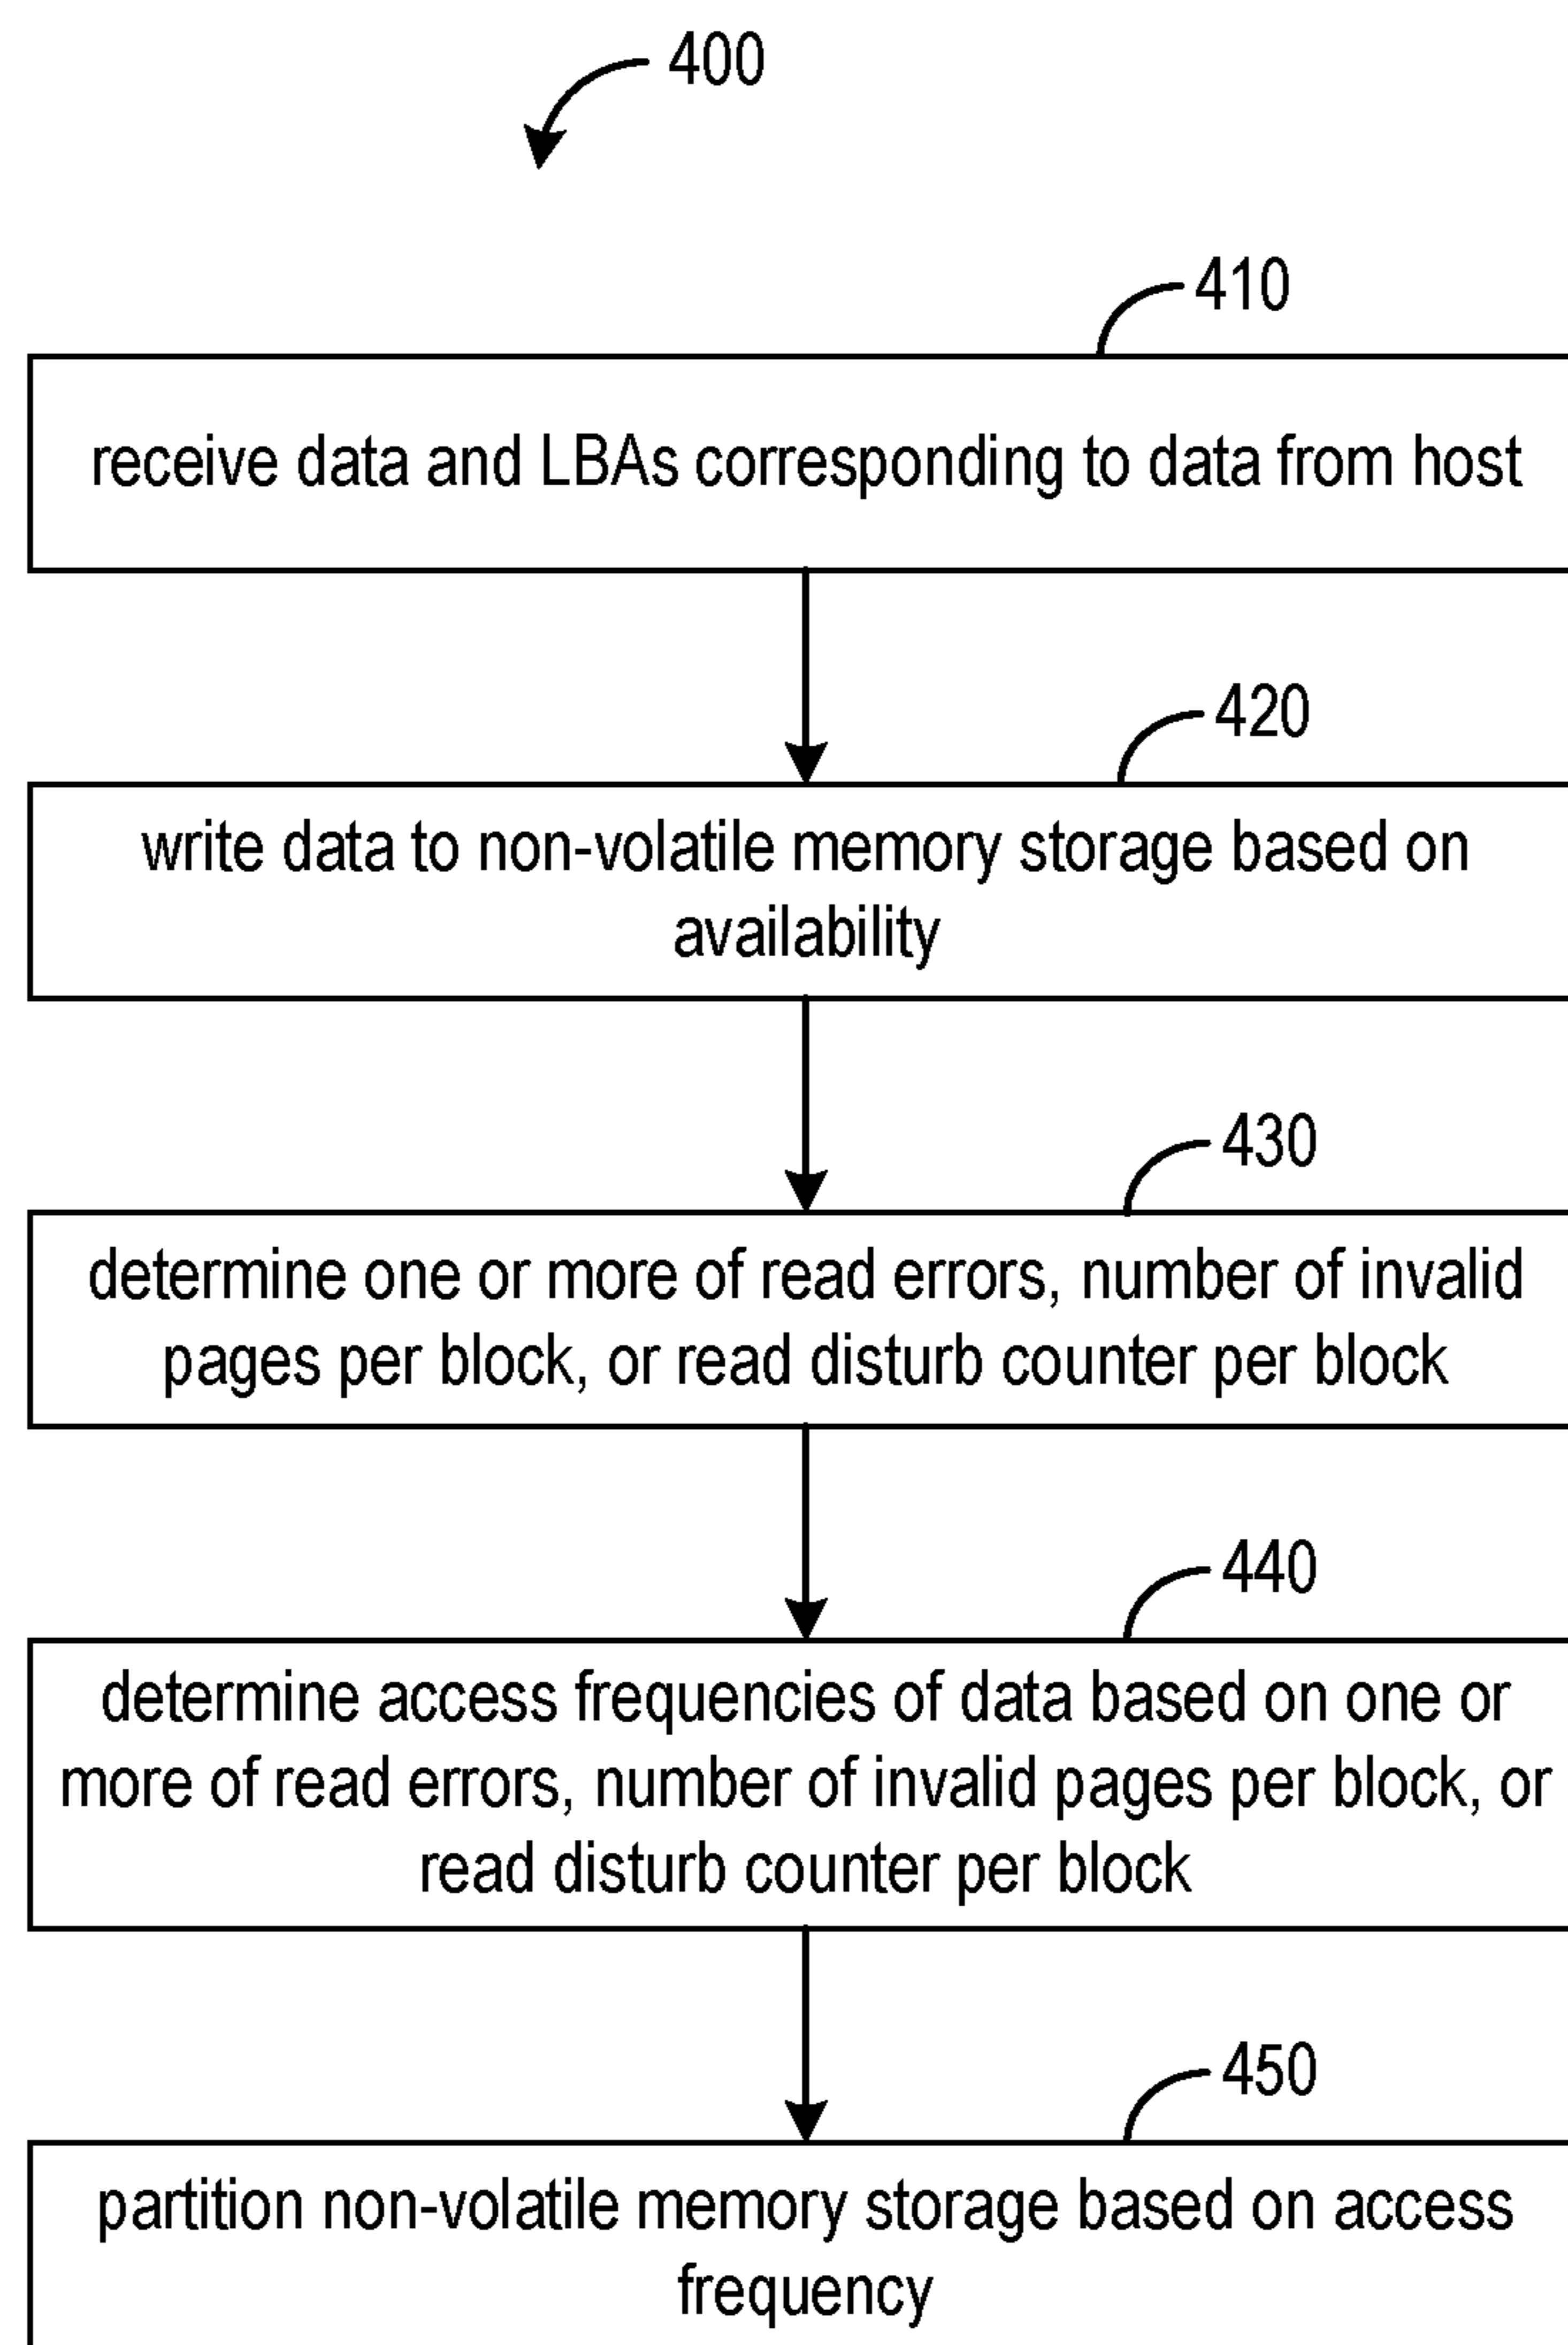 400
410
receive data and LBAs corresponding to data from host
420
write data to non-volatile memory storage based on
availability
430
determine one or more of read errors, number of invalid
pages per block, or read disturb counter per block
440
determine access frequencies of data based on one or
more of read errors, number of invalid pages per block, or
read disturb counter per block
450
partition non-volatile memory storage based on access
frequency